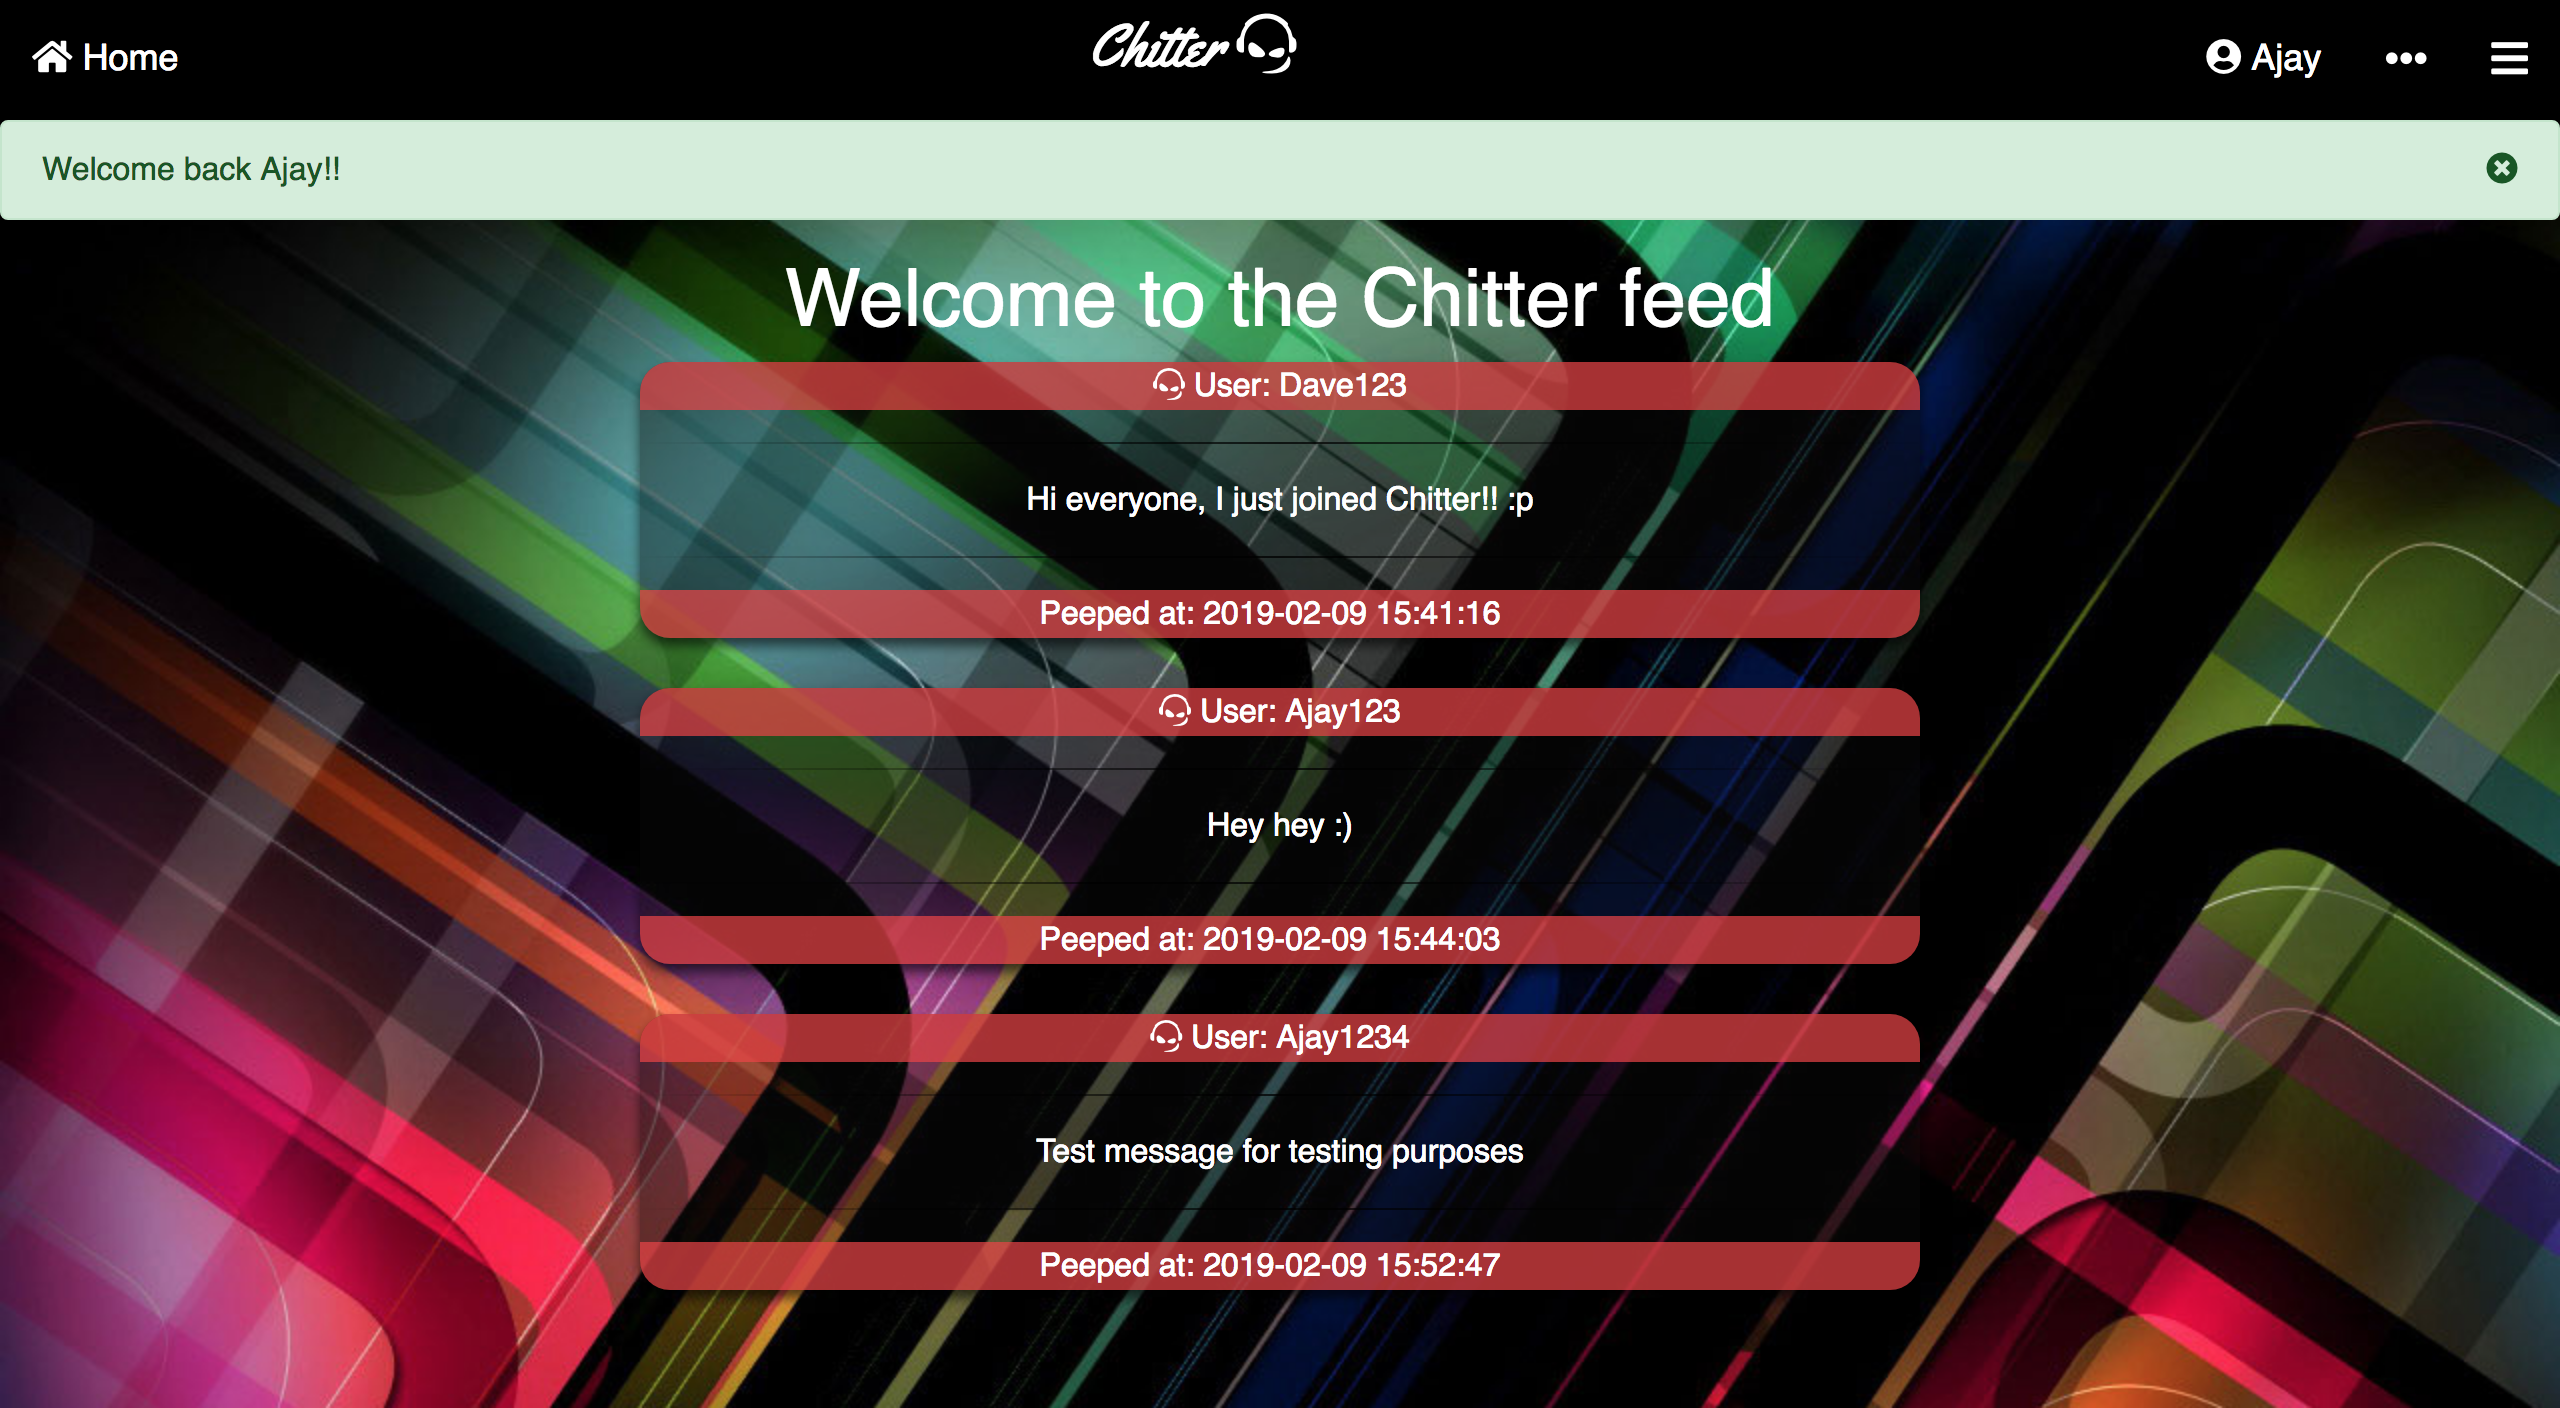 Home
Chitter
Ajay
Welcome back Ajay!!
Welcome to the Chitter feed
User: Dave123
Hi everyone, I just joined Chitter!! :p
Peeped at: 2019-02-09 15:41:16
User: Ajay123
Hey hey :)
Peeped at: 2019-02-09 15:44:03
User: Ajay1234
Test message for testing purposes
Peeped at: 2019-02-09 15:52:47